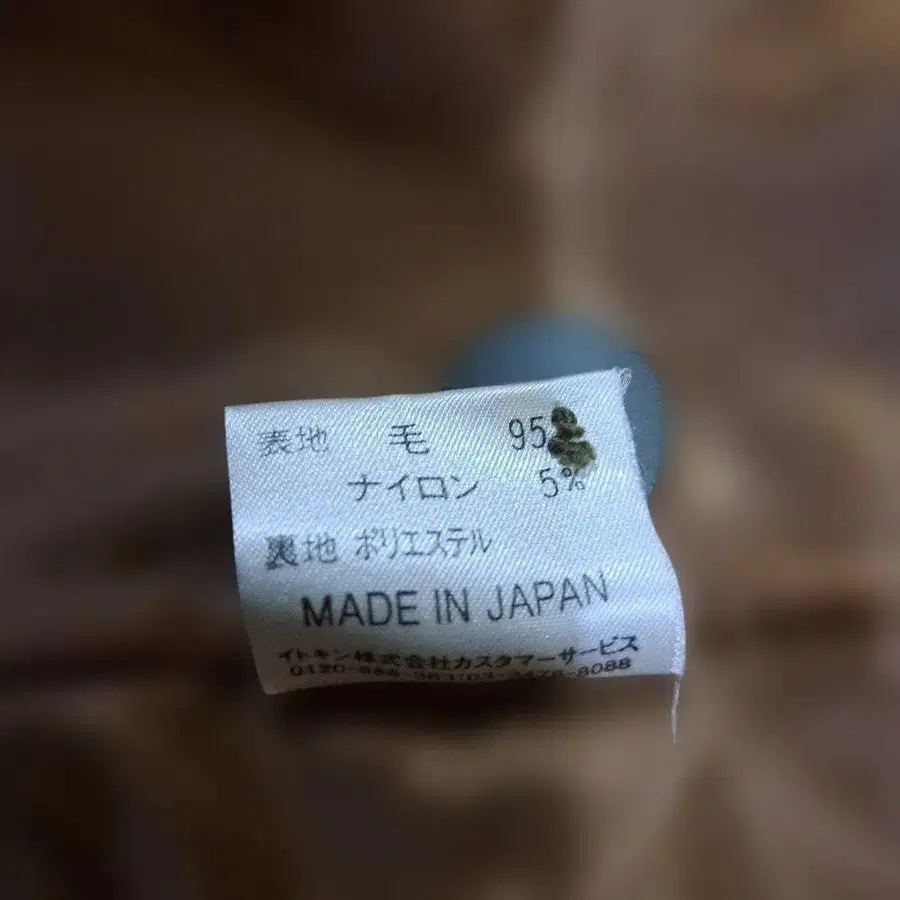 表地 毛 95
ナイロン 5%
裏地 ポリエステル
MADE IN JAPAN
イトキン株式会社カスタマーサービス